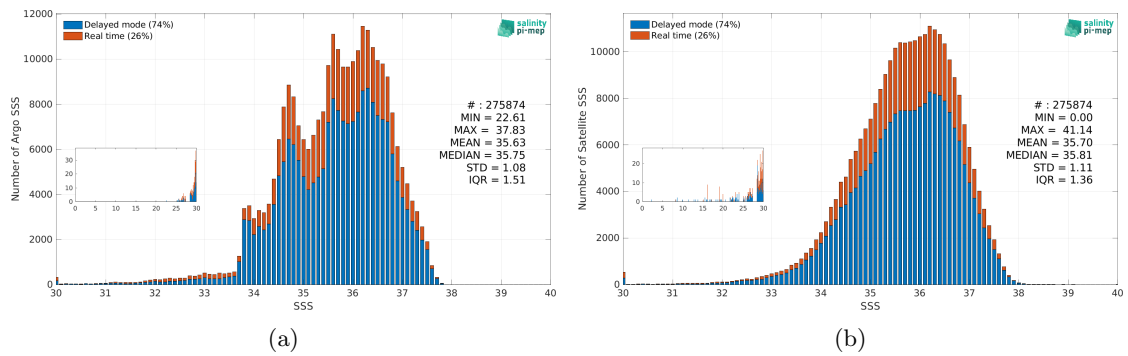 Delayed mode (74%)
Real time (26%)
salinity
pi-mep
12000
10000
8000
6000
4000
2000
0
Number of Argo SSS
# : 275874
MIN = 22.61
MAX = 37.83
MEAN = 35.63
MEDIAN = 35.75
STD = 1.08
IQR = 1.51
30
20
10
0
0 5 10 15 20 25 30
30 31 32 33 34 35 36 37 38 39 40
SSS
(a)
Delayed mode (74%)
Real time (26%)
salinity
pi-mep
10000
8000
6000
4000
2000
0
Number of Satellite SSS
# : 275874
MIN = 0.00
MAX = 41.14
MEAN = 35.70
MEDIAN = 35.81
STD = 1.11
IQR = 1.36
20
10
0
0 5 10 15 20 25 30
30 31 32 33 34 35 36 37 38 39 40
SSS
(b)